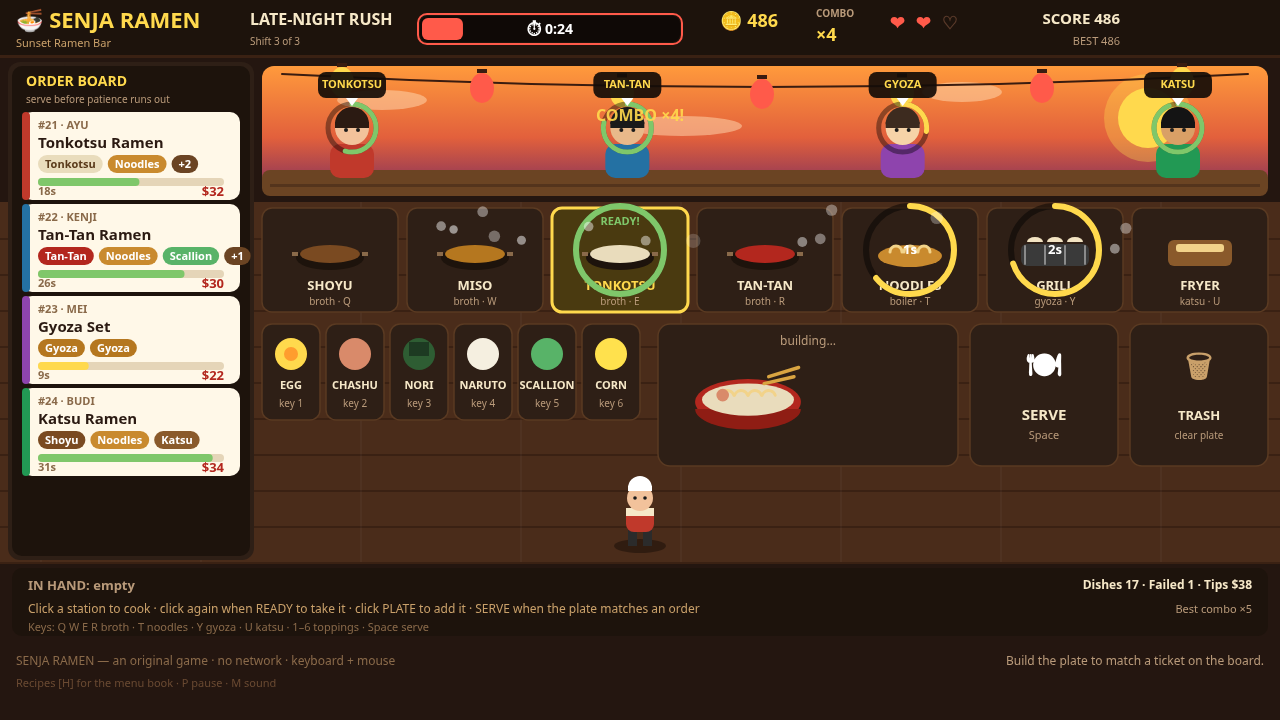 🍜 SENJA RAMEN
Sunset Ramen Bar
LATE-NIGHT RUSH
Shift 3 of 3
⏱ 0:24
🪙 486
COMBO
×4
❤ ❤ ♡
SCORE 486
BEST 486
ORDER BOARD
serve before patience runs out
#21 · AYU
Tonkotsu Ramen
Tonkotsu Noodles +2
18s $32
#22 · KENJI
Tan-Tan Ramen
Tan-Tan Noodles Scallion +1
26s $30
#23 · MEI
Gyoza Set
Gyoza Gyoza
9s $22
#24 · BUDI
Katsu Ramen
Shoyu Noodles Katsu
31s $34
TONKOTSU
TAN-TAN
GYOZA
KATSU
COMBO ×4!
SHOYU
broth · Q
MISO
broth · W
READY!
TONKOTSU
broth · E
TAN-TAN
broth · R
1s
NOODLES
boiler · T
2s
GRILL
gyoza · Y
FRYER
katsu · U
EGG
key 1
CHASHU
key 2
NORI
key 3
NARUTO
key 4
SCALLION
key 5
CORN
key 6
building...
SERVE
Space
TRASH
clear plate
IN HAND: empty
Click a station to cook · click again when READY to take it · click PLATE to add it · SERVE when the plate matches an order
Keys: Q W E R broth · T noodles · Y gyoza · U katsu · 1–6 toppings · Space serve
Dishes 17 · Failed 1 · Tips $38
Best combo ×5
SENJA RAMEN — an original game · no network · keyboard + mouse
Recipes [H] for the menu book · P pause · M sound
Build the plate to match a ticket on the board.